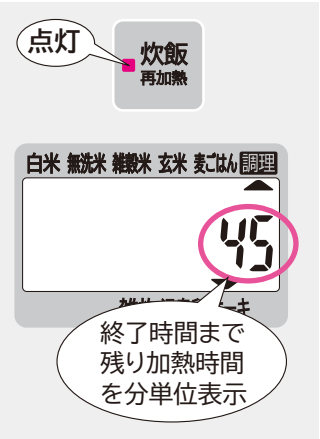 点灯
炊飯
再加熱
白米 無洗米 雑穀米 玄米 麦ごはん 調理
45
終了時間まで
残り加熱時間
を分単位表示